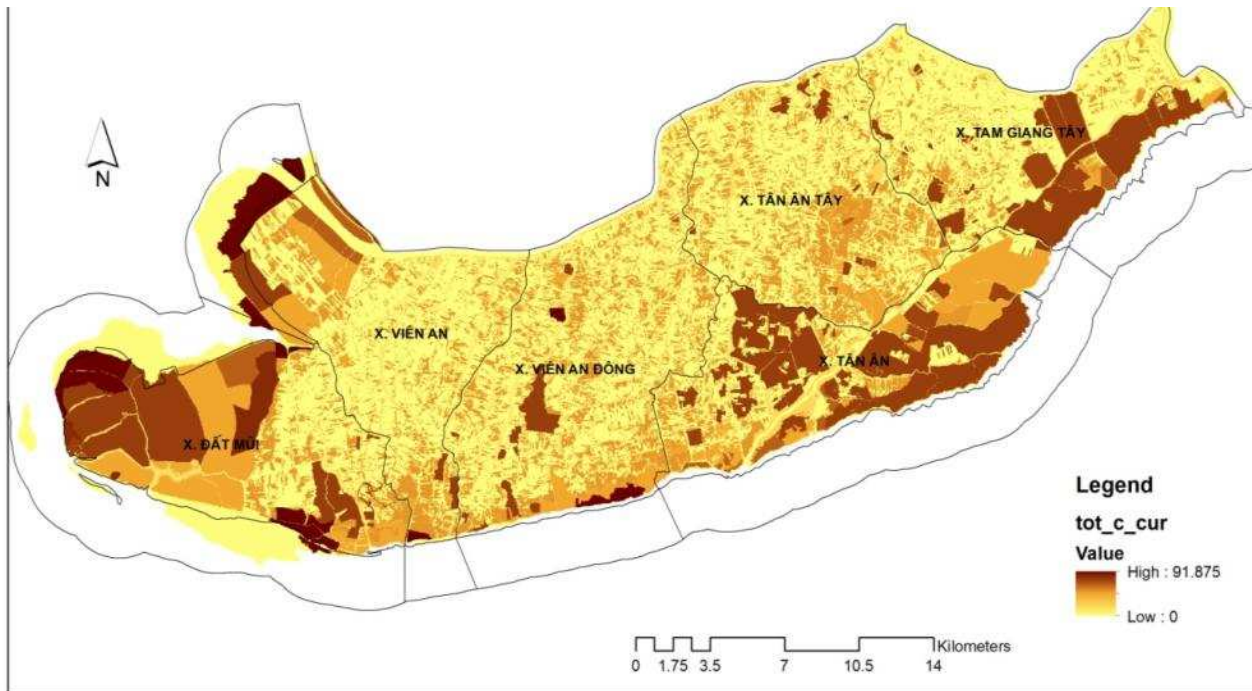 N
X. TAM GIANG TÂY
X. TÂN ÂN TÂY
X. VIÊN AN
X. VIÊN AN ĐÔNG
X. TÂN ÂN
X. ĐẤT MŨI
Legend
tot_c_cur
Value
High : 91.875
Low : 0
Kilometers
0 1.75 3.5 7 10.5 14